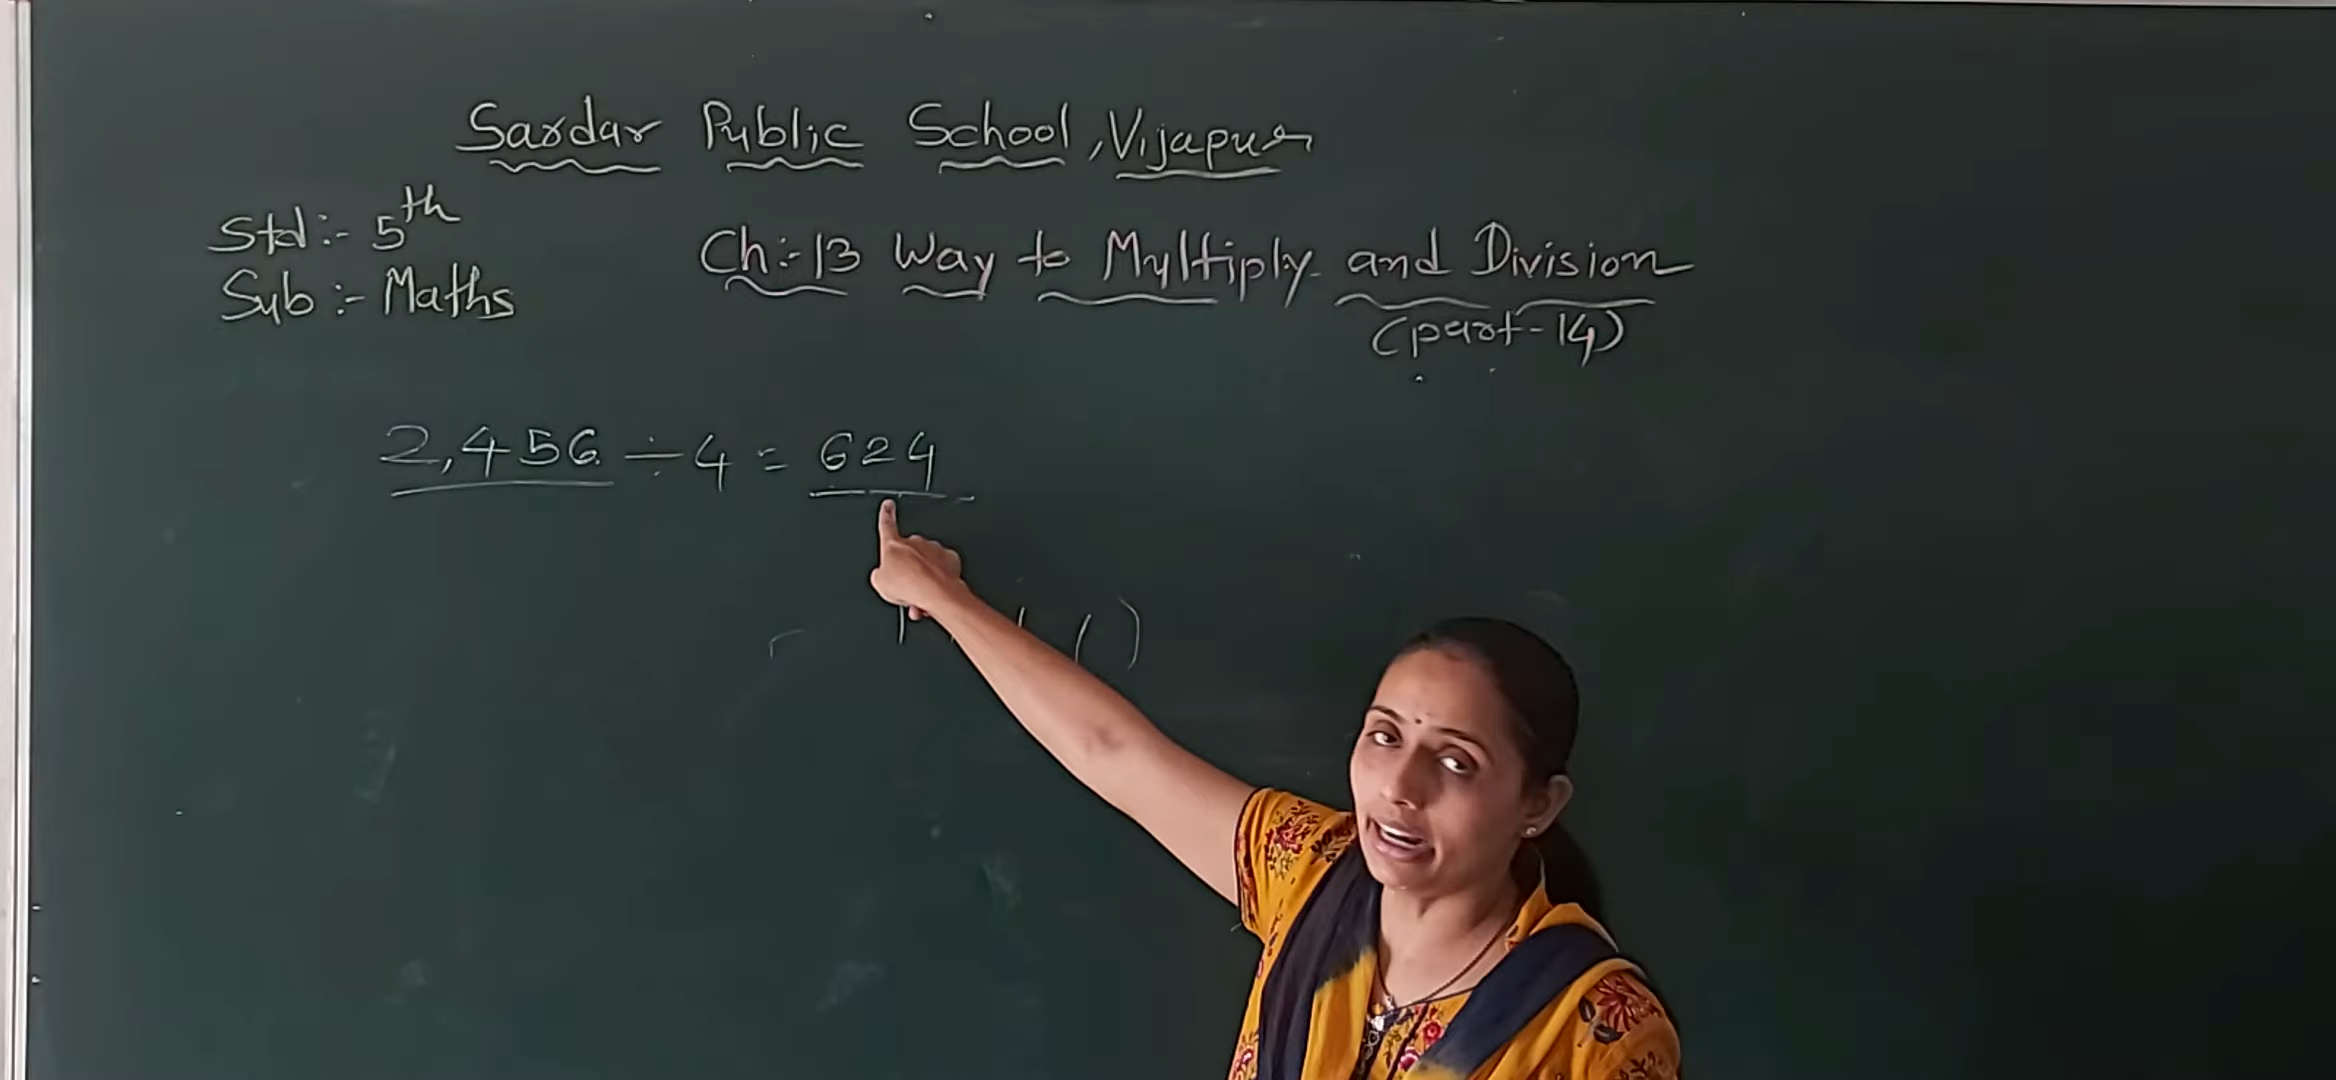 Sardar Public School, Vijapur
Std:- 5th
Sub:- Maths
Ch:-13 Way to Multiply and Division
(part-14)
2,456 ÷ 4 = 624